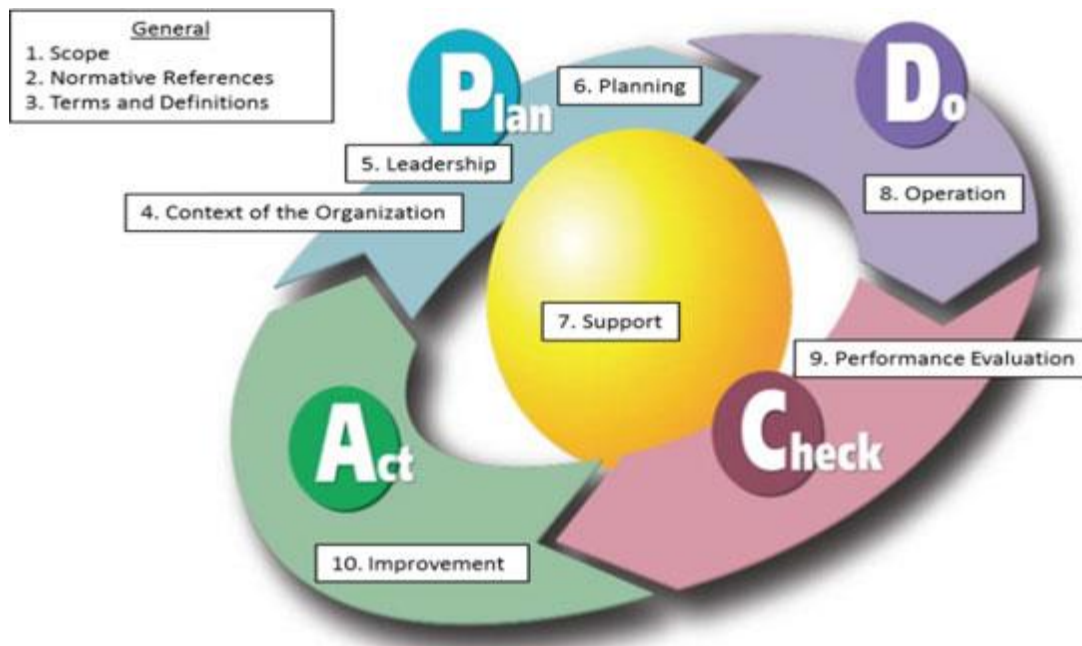 General
1. Scope
2. Normative References
3. Terms and Definitions
Plan
6. Planning
Do
5. Leadership
8. Operation
4. Context of the Organization
7. Support
9. Performance Evaluation
Check
Act
10. Improvement